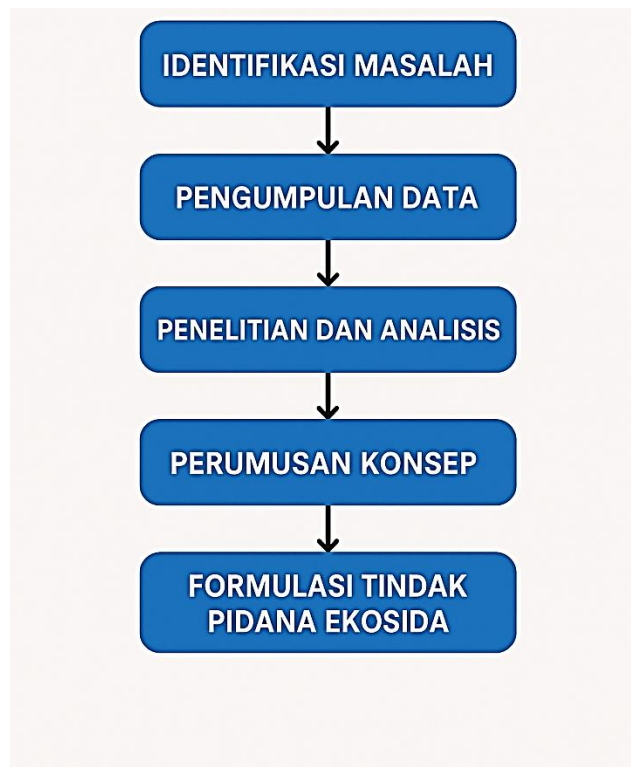 IDENTIFIKASI MASALAH
PENGUMPULAN DATA
PENELITIAN DAN ANALISIS
PERUMUSAN KONSEP
FORMULASI TINDAK
PIDANA EKOSIDA